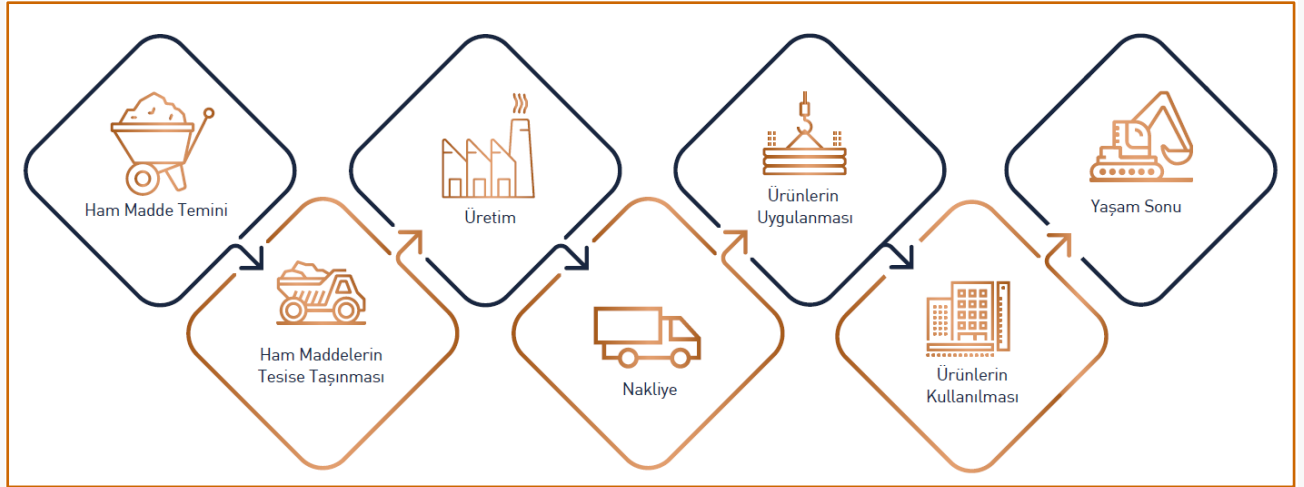 Ham Madde Temini
Ham Maddelerin
Tesise Taşınması
Üretim
Nakliye
Ürünlerin
Uygulanması
Ürünlerin
Kullanılması
Yaşam Sonu